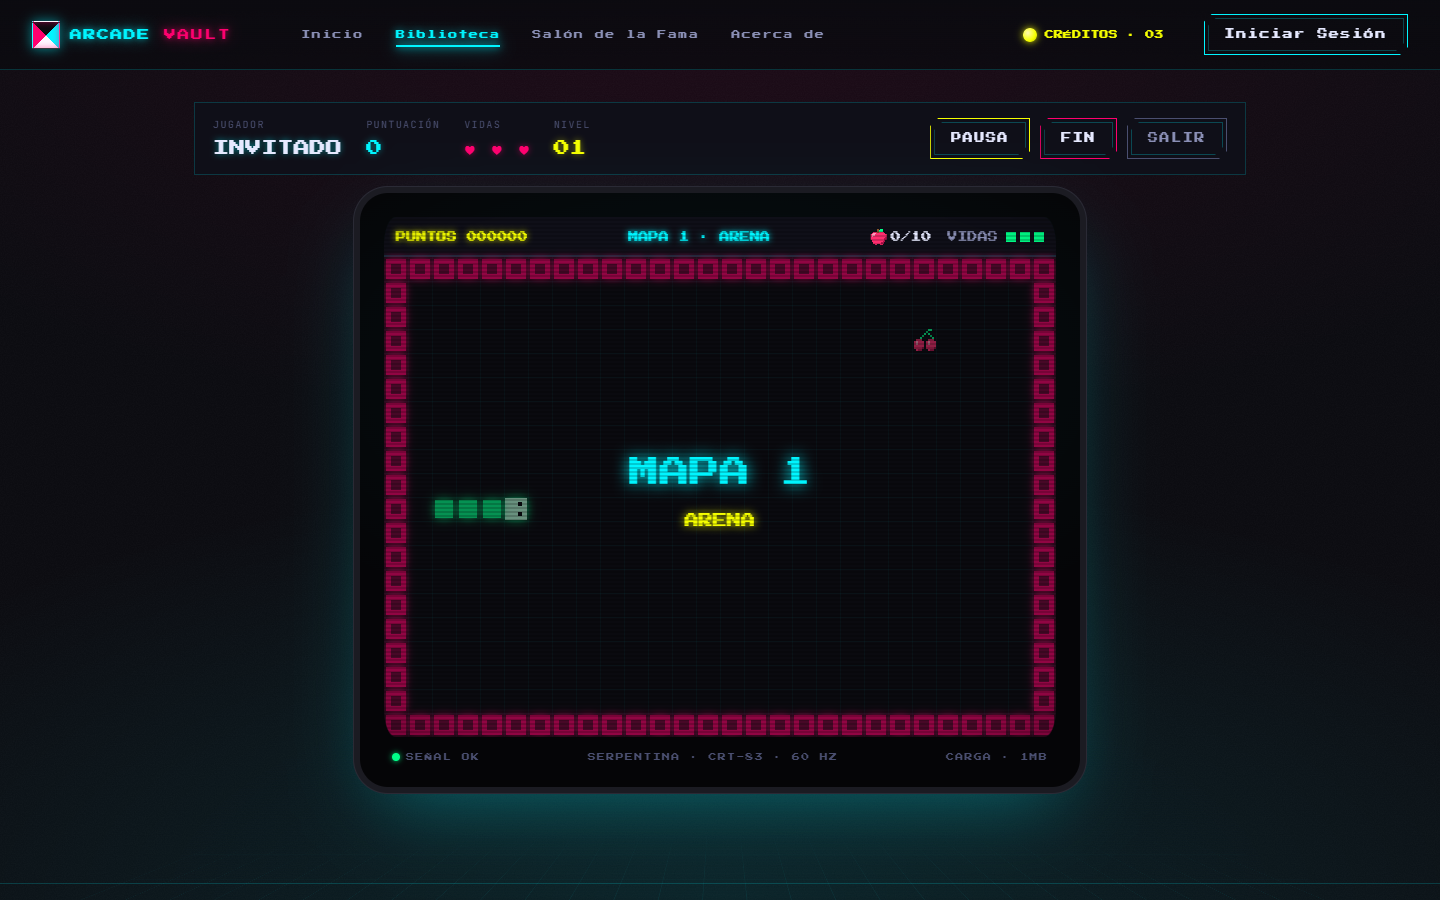 ARCADE VAULT
Inicio
Biblioteca
Salón de la Fama
Acerca de
CRÉDITOS · 03
Iniciar Sesión
JUGADOR
INVITADO
PUNTUACIÓN
0
VIDAS
♥ ♥ ♥
NIVEL
01
PAUSA
FIN
SALIR
PUNTOS 000000
MAPA 1 · ARENA
0/10
VIDAS
MAPA 1
ARENA
SEÑAL OK
SERPENTINA · CRT-83 · 60 HZ
CARGA · 1MB